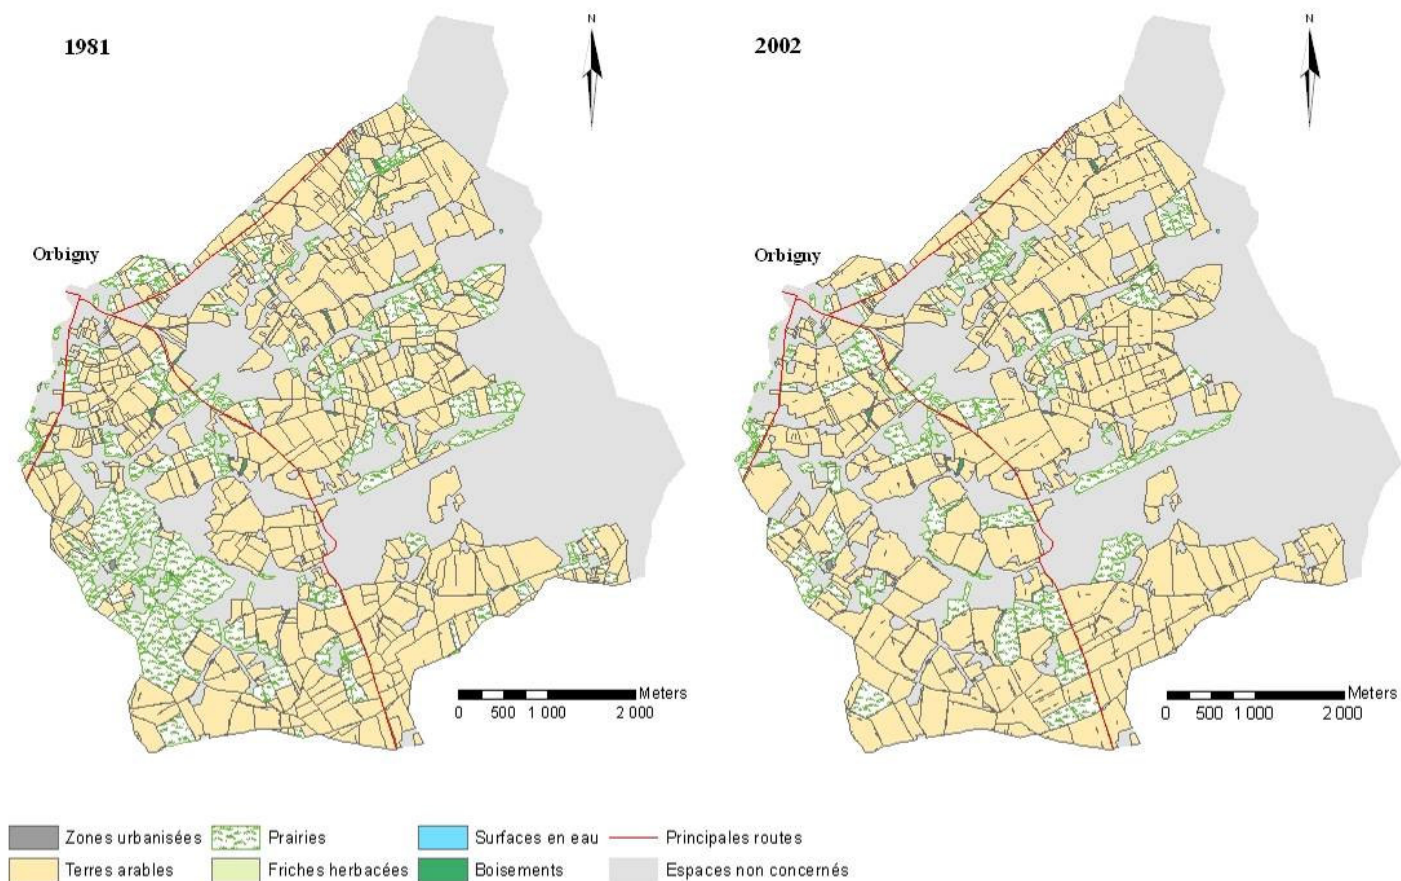 1981
N
2002
N
Orbigny
Orbigny
Meters
0 500 1 000 2 000
Meters
0 500 1 000 2 000
Zones urbanisées Prairies Surfaces en eau Principales routes
Terres arables Friches herbacées Boisements Espaces non concernés